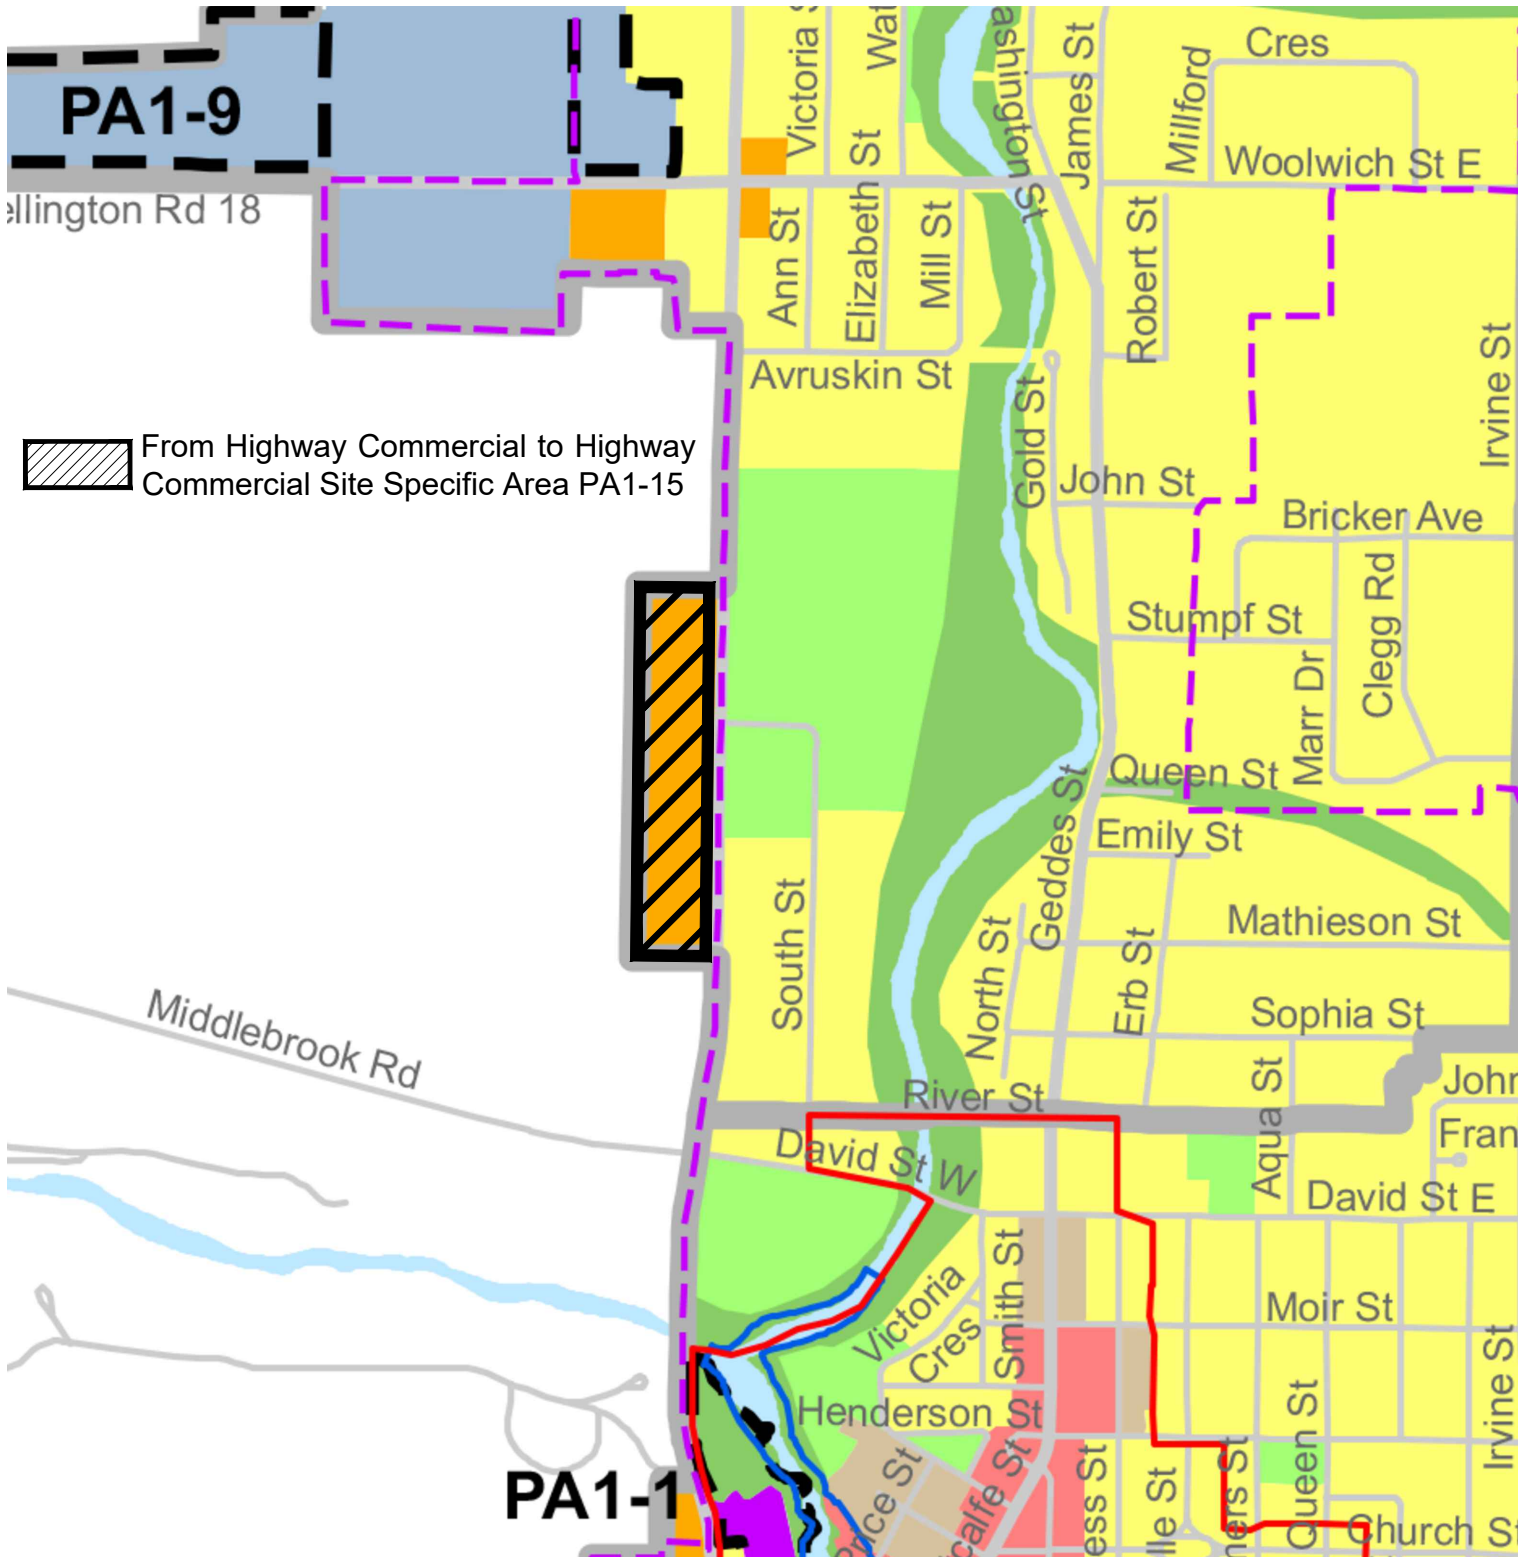 Cres
Victoria
Millford
James St
PA1-9
Woolwich St E
ellington Rd 18
ashington St
Ann St
Elizabeth St
Mill St
Robert St
Avruskin St
Irvine St
Gold St
From Highway Commercial to Highway
Commercial Site Specific Area PA1-15
John St
Bricker Ave
Clegg Rd
Stumpf St
Marr Dr
Queen St
Geddes St
Emily St
South St
North St
Mathieson St
Erb St
Middlebrook Rd
Sophia St
Aqua St
River St
David St W
David St E
Victoria
Cres
Smith St
Moir St
Henderson St
Queen St
Irvine St
PA1-1
Church St